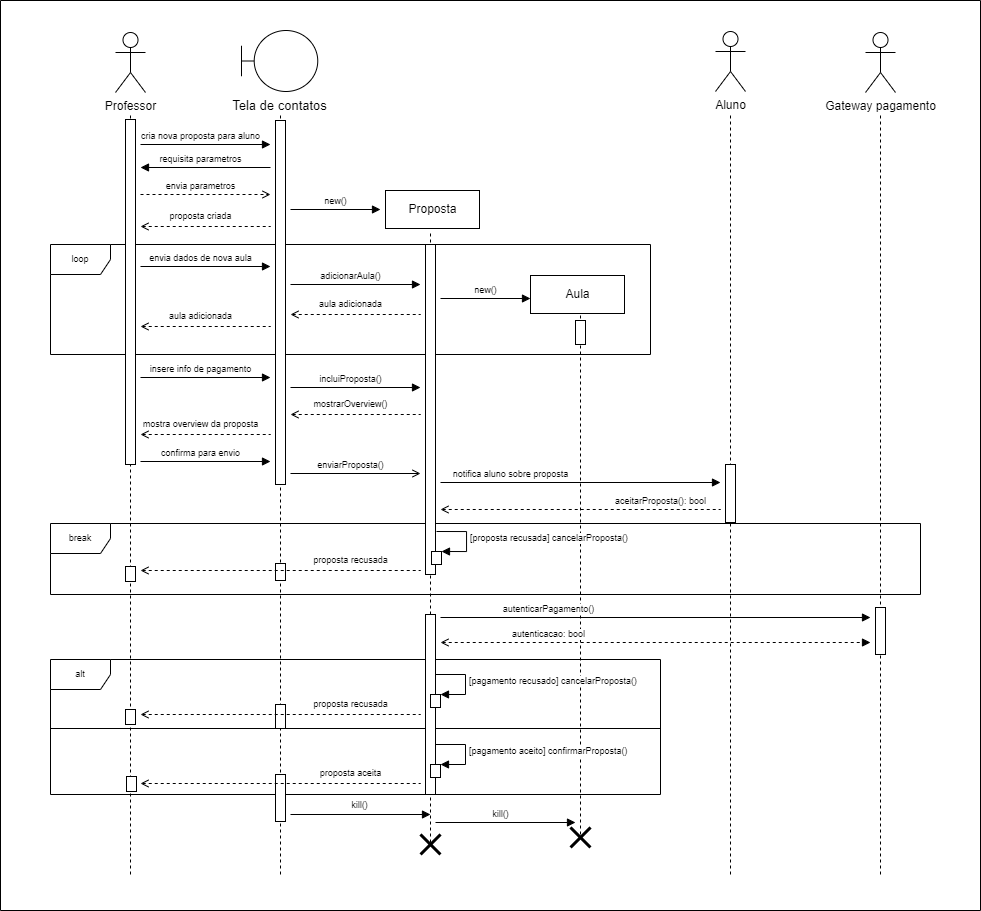 Professor
Tela de contatos
Aluno
Gateway pagamento
cria nova proposta para aluno
requisita parametros
envia parametros
new()
Proposta
proposta criada
loop
envia dados de nova aula
adicionarAula()
new()
Aula
aula adicionada
aula adicionada
insere info de pagamento
incluiProposta()
mostrarOverview()
mostra overview da proposta
confirma para envio
enviarProposta()
notifica aluno sobre proposta
aceitarProposta(): bool
break
[proposta recusada] cancelarProposta()
proposta recusada
autenticarPagamento()
autenticacao: bool
alt
[pagamento recusado] cancelarProposta()
proposta recusada
[pagamento aceito] confirmarProposta()
proposta aceita
kill()
kill()